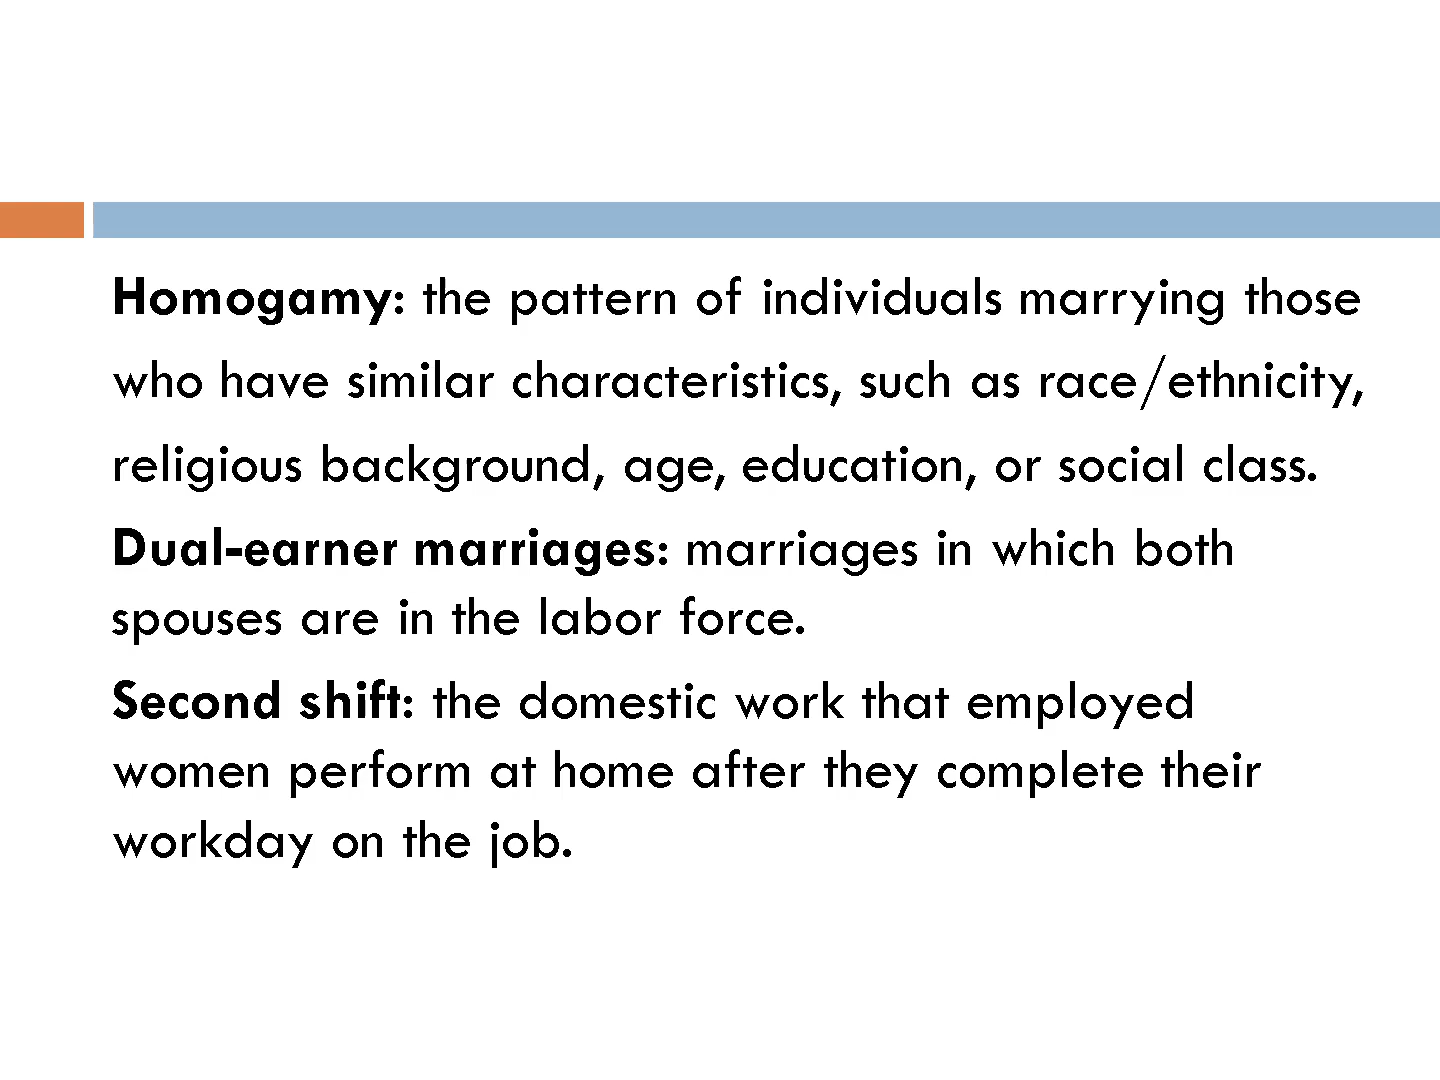 Homogamy: the pattern of individuals marrying those
who have similar characteristics, such as race/ethnicity,
religious background, age, education, or social class.
Dual-earner marriages: marriages in which both
spouses are in the labor force.
Second shift: the domestic work that employed
women perform at home after they complete their
workday on the job.